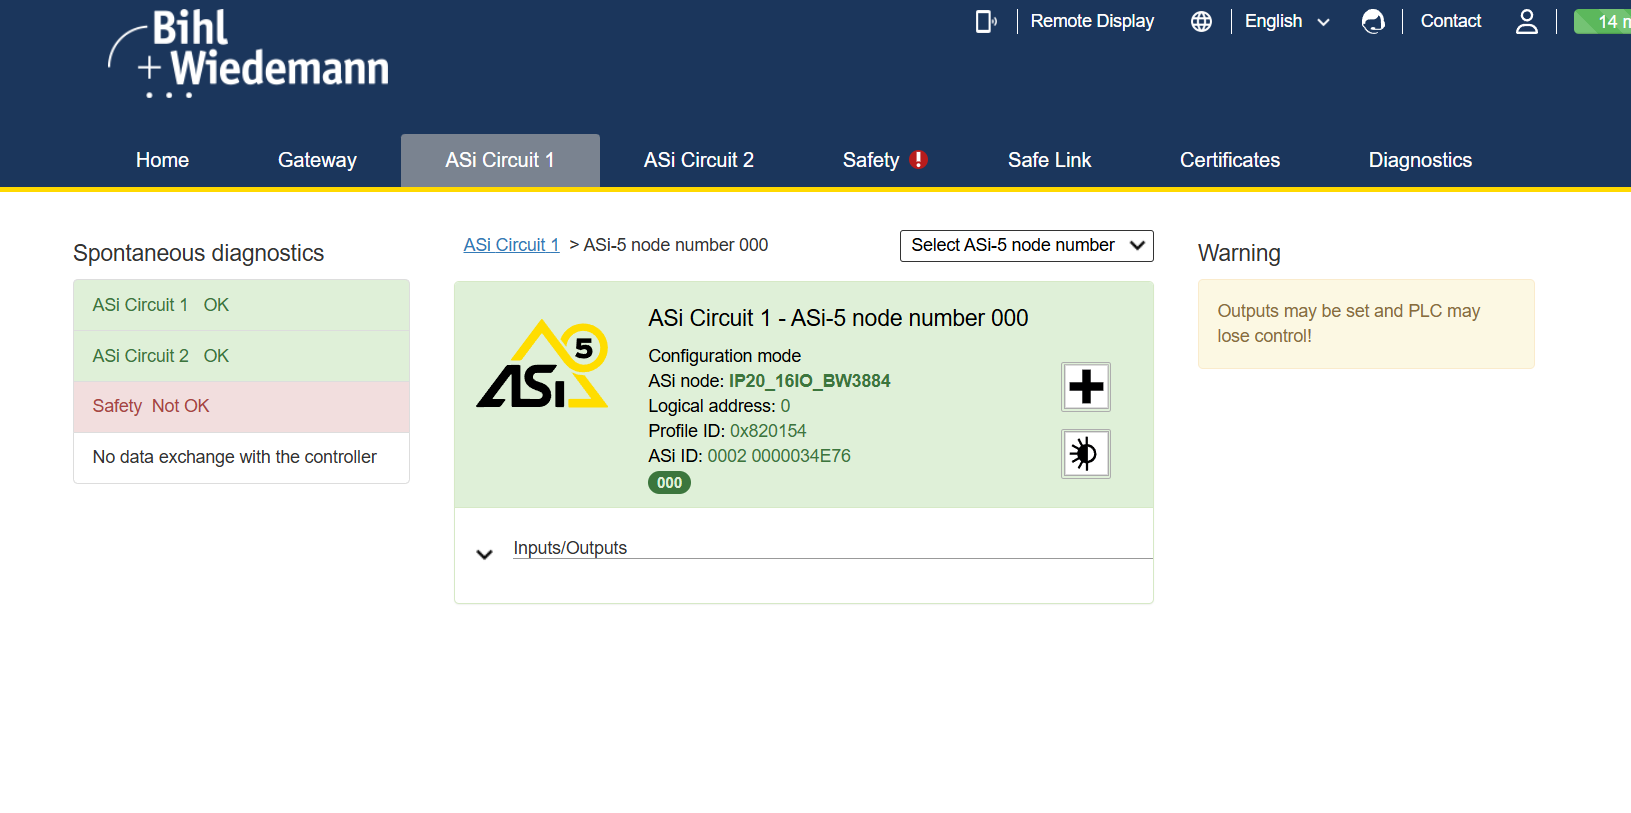 Bihl
+ Wiedemann
Remote Display
English
Contact
14 m
Home
Gateway
ASi Circuit 1
ASi Circuit 2
Safety
Safe Link
Certificates
Diagnostics
Spontaneous diagnostics
ASi Circuit 1 OK
ASi Circuit 2 OK
Safety Not OK
No data exchange with the controller
ASi Circuit 1 > ASi-5 node number 000
Select ASi-5 node number
ASi 5
ASi Circuit 1 - ASi-5 node number 000
Configuration mode
ASi node: IP20_16IO_BW3884
Logical address: 0
Profile ID: 0x820154
ASi ID: 0002 0000034E76
000
Inputs/Outputs
Warning
Outputs may be set and PLC may
lose control!